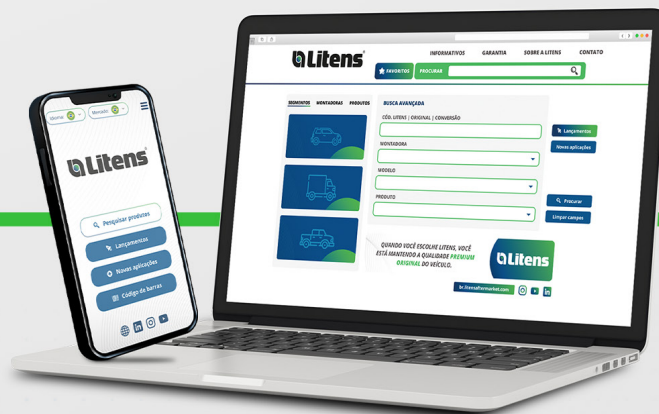 Idioma:
Mercado:
Litens
Pesquisar produtos
Lançamentos
Novas aplicações
Código de barras
Litens
INFORMATIVOS GARANTIA SOBRE A LITENS CONTATO
FAVORITOS PROCURAR
SEGMENTOS MONTADORAS PRODUTOS
BUSCA AVANÇADA
CÓD. LITENS | ORIGINAL | CONVERSÃO
Lançamentos
MONTADORA
Novas aplicações
MODELO
PRODUTO
Procurar
Limpar campos
QUANDO VOCÊ ESCOLHE LITENS, VOCÊ
ESTÁ MANTENDO A QUALIDADE PREMIUM
ORIGINAL DO VEÍCULO.
Litens
br.litensaftermarket.com